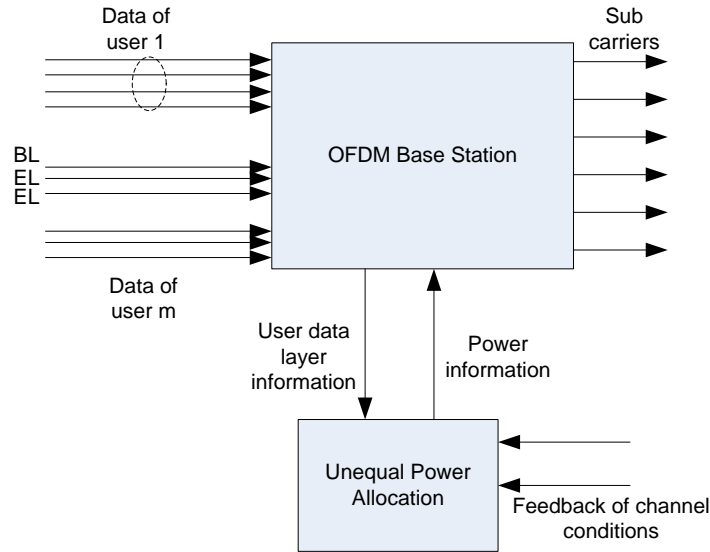 Data of
user 1
Sub
carriers
BL
EL
EL
OFDM Base Station
Data of
user m
User data
layer
information
Power
information
Unequal Power
Allocation
Feedback of channel
conditions